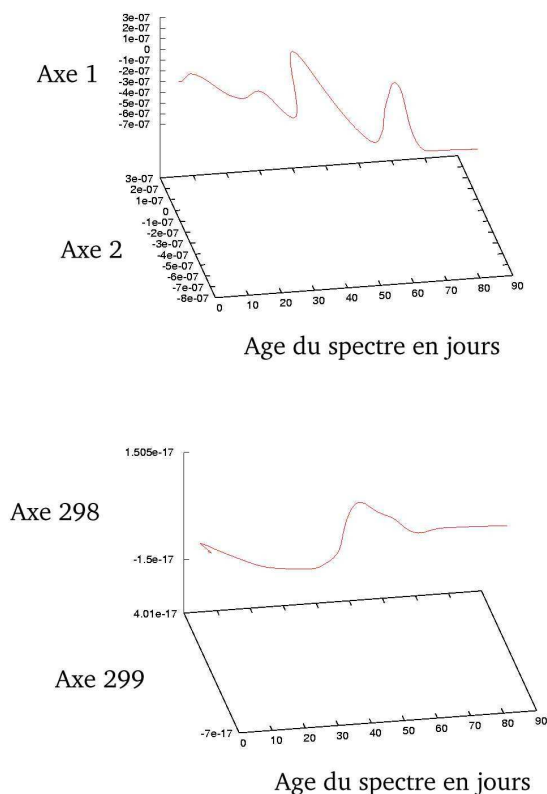 3e-07
2e-07
1e-07
0
-1e-07
-2e-07
-3e-07
-4e-07
-5e-07
-6e-07
-7e-07
Axe 1
3e-07
2e-07
1e-07
0
-1e-07
-2e-07
-3e-07
-4e-07
-5e-07
-6e-07
-7e-07
-8e-07
Axe 2
0
10
20
30
40
50
60
70
80
90
Age du spectre en jours
1.505e-17
Axe 298
-1.5e-17
4.01e-17
Axe 299
-7e-17
0
10
20
30
40
50
60
70
80
90
Age du spectre en jours